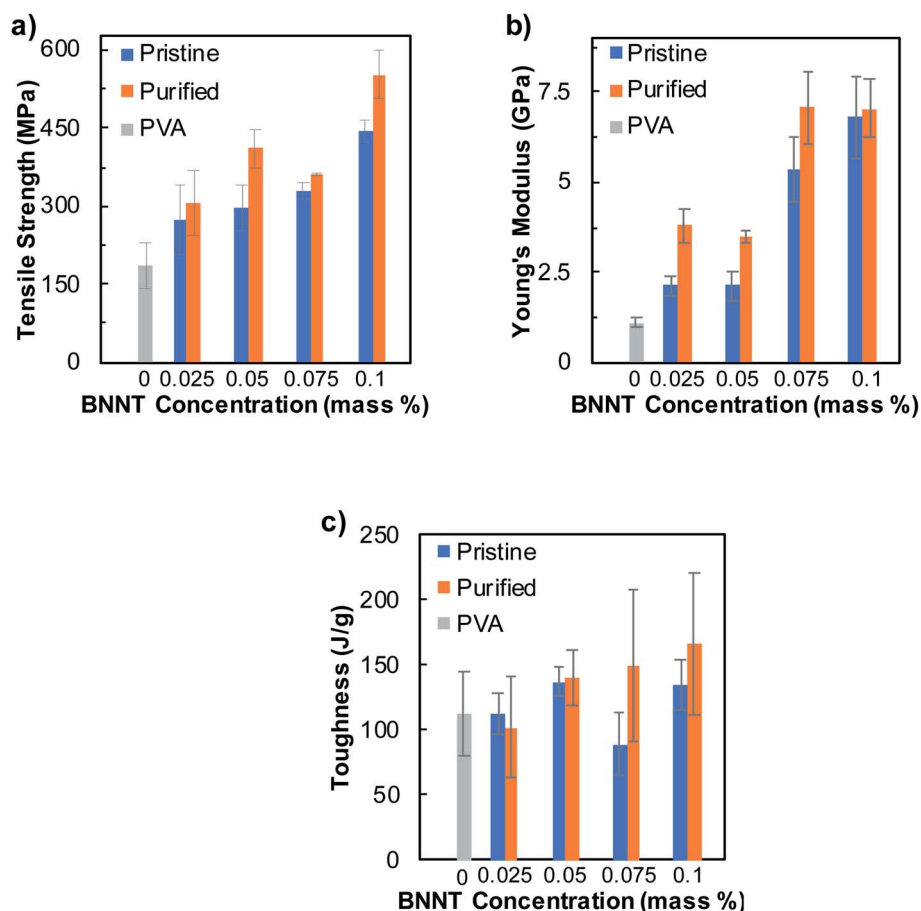 a)
Tensile Strength (MPa)
600
450
300
150
0
Pristine
Purified
PVA
0 0.025 0.05 0.075 0.1
BNNT Concentration (mass %)
b)
Young's Modulus (GPa)
7.5
5
2.5
0
Pristine
Purified
PVA
0 0.025 0.05 0.075 0.1
BNNT Concentration (mass %)
c)
Toughness (J/g)
250
200
150
100
50
0
Pristine
Purified
PVA
0 0.025 0.05 0.075 0.1
BNNT Concentration (mass %)